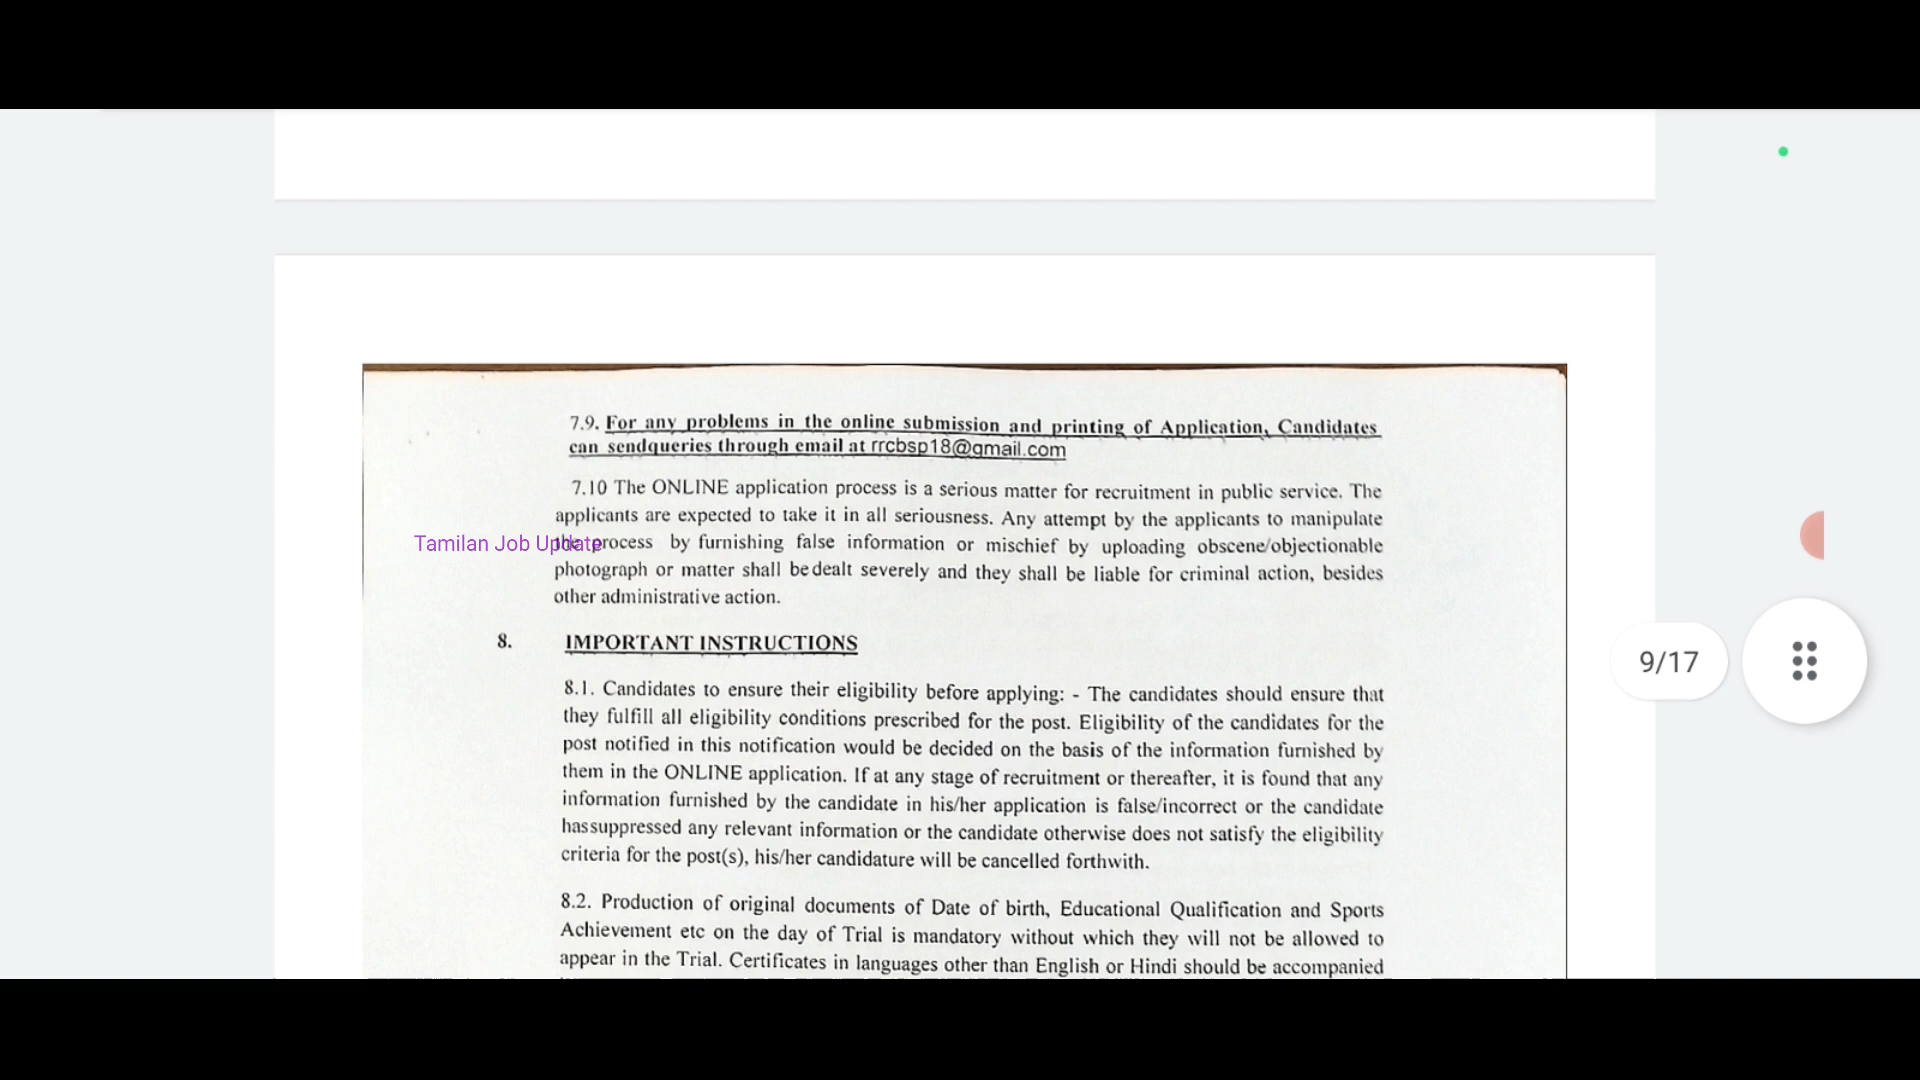 7.9. For any problems in the online submission and printing of Application, Candidates
can sendqueries through email at rrcbsp18@gmail.com
7.10 The ONLINE application process is a serious matter for recruitment in public service. The
applicants are expected to take it in all seriousness. Any attempt by the applicants to manipulate
Tamilan Job Update
the process by furnishing false information or mischief by uploading obscene/objectionable
photograph or matter shall be dealt severely and they shall be liable for criminal action, besides
other administrative action.
8. IMPORTANT INSTRUCTIONS
9/17
8.1. Candidates to ensure their eligibility before applying: - The candidates should ensure that
they fulfill all eligibility conditions prescribed for the post. Eligibility of the candidates for the
post notified in this notification would be decided on the basis of the information furnished by
them in the ONLINE application. If at any stage of recruitment or thereafter, it is found that any
information furnished by the candidate in his/her application is false/incorrect or the candidate
hassuppressed any relevant information or the candidate otherwise does not satisfy the eligibility
criteria for the post(s), his/her candidature will be cancelled forthwith.
8.2. Production of original documents of Date of birth, Educational Qualification and Sports
Achievement etc on the day of Trial is mandatory without which they will not be allowed to
appear in the Trial. Certificates in languages other than English or Hindi should be accompanied